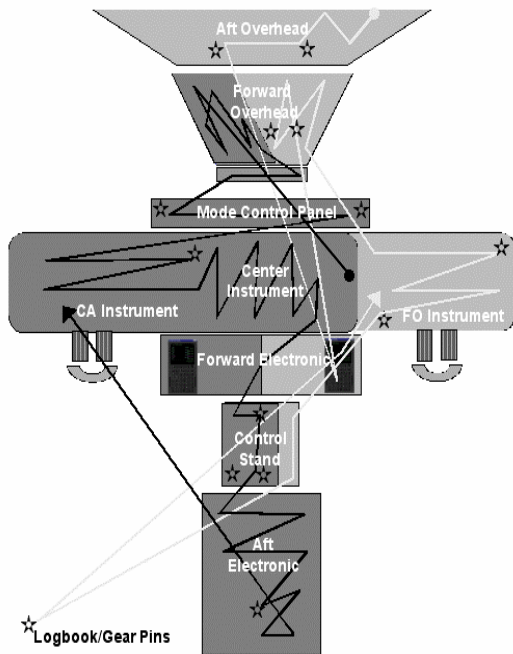 Aft Overhead
Forward
Overhead
Mode Control Panel
Center
Instrument
CA Instrument
FO Instrument
Forward Electronic
Control
Stand
Aft
Electronic
Logbook/Gear Pins